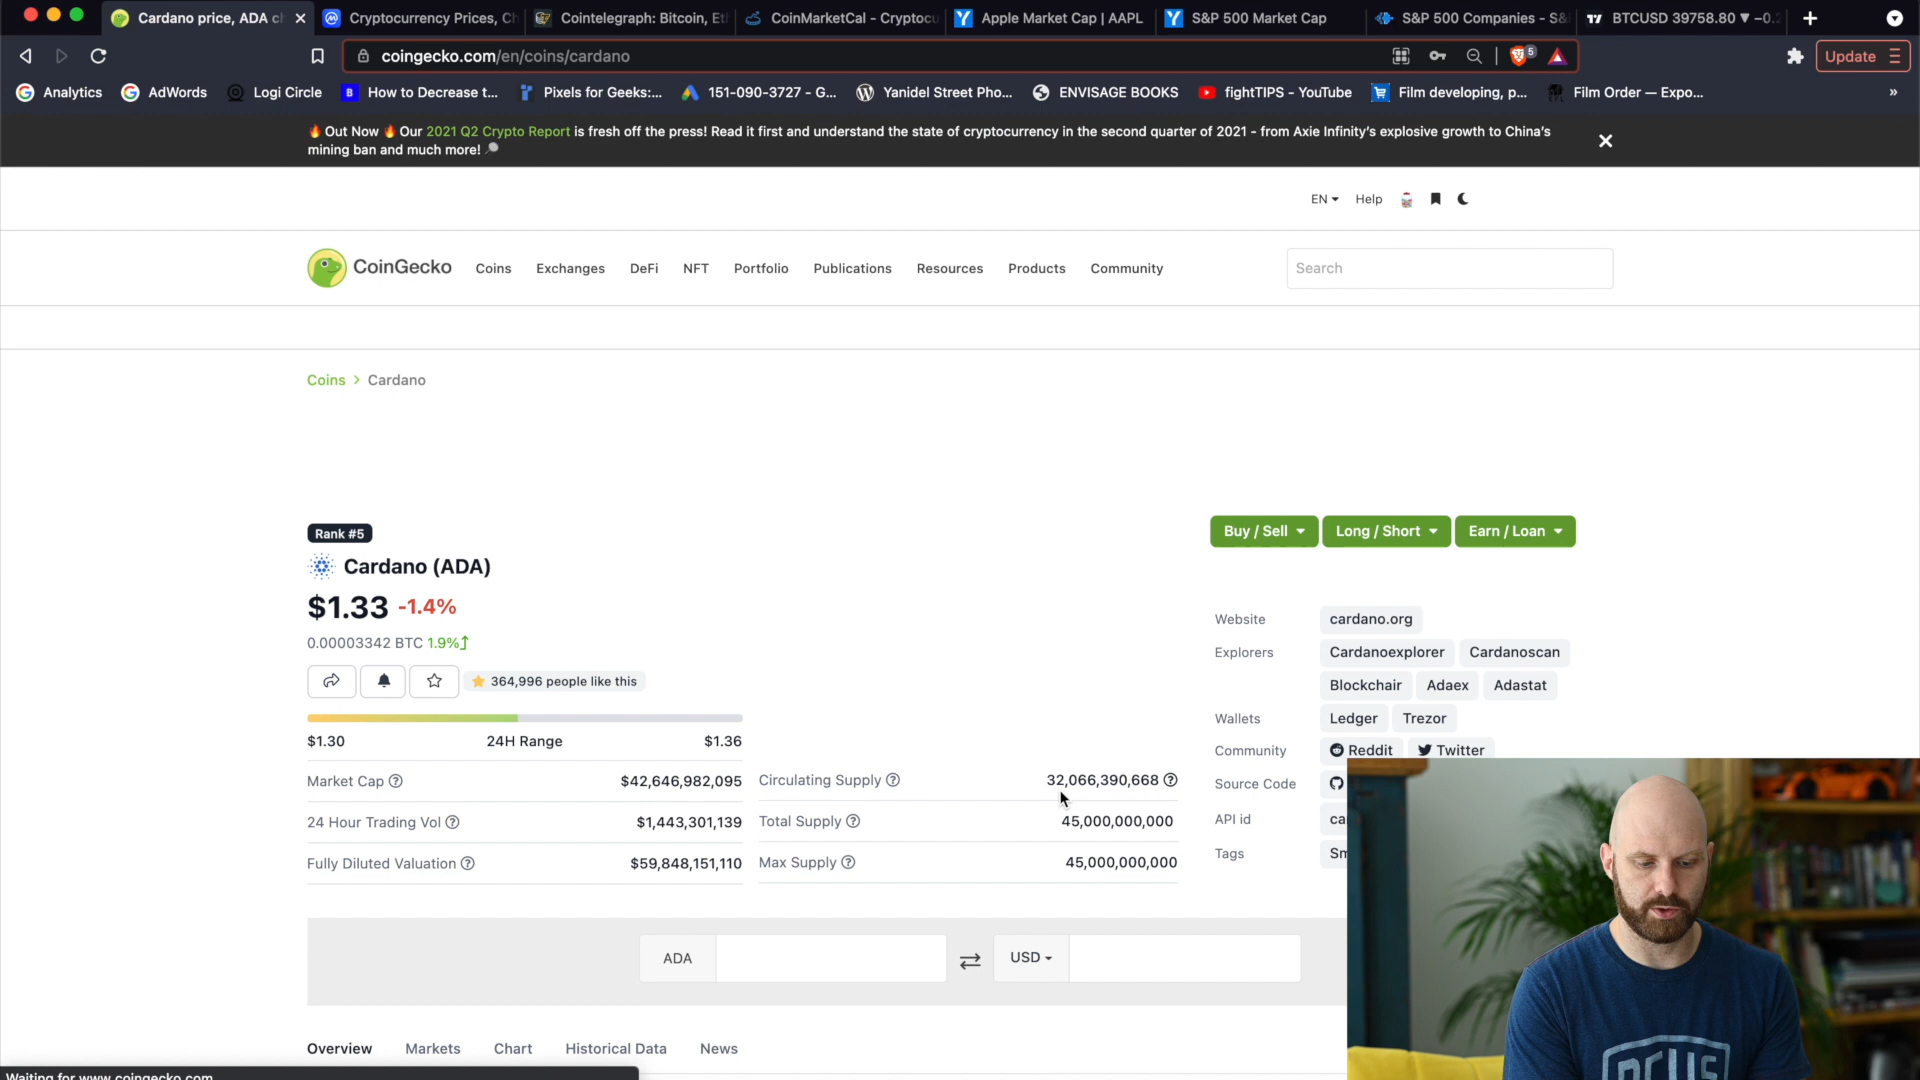 Cardano price, ADA ch
Cryptocurrency Prices, Ch
Cointelegraph: Bitcoin, Et
CoinMarketCal - Cryptocu
Apple Market Cap | AAPL
S&P 500 Market Cap
S&P 500 Companies - S&
BTCUSD 39758.80 ▼ −0.
coingecko.com/en/coins/cardano
5
Update
Analytics
AdWords
Logi Circle
How to Decrease t...
Pixels for Geeks:...
151-090-3727 - G...
Yanidel Street Pho...
ENVISAGE BOOKS
fightTIPS - YouTube
Film developing, p...
Film Order — Expo...
»
🔥 Out Now 🔥 Our 2021 Q2 Crypto Report is fresh off the press! Read it first and understand the state of cryptocurrency in the second quarter of 2021 - from Axie Infinity's explosive growth to China's
mining ban and much more! 🔎
EN
Help
CoinGecko
Coins
Exchanges
DeFi
NFT
Portfolio
Publications
Resources
Products
Community
Search
Coins > Cardano
Rank #5
Cardano (ADA)
$1.33 -1.4%
0.00003342 BTC 1.9%
364,996 people like this
$1.30
24H Range
$1.36
Market Cap
$42,646,982,095
24 Hour Trading Vol
$1,443,301,139
Fully Diluted Valuation
$59,848,151,110
Circulating Supply
32,066,390,668
Total Supply
45,000,000,000
Max Supply
45,000,000,000
Buy / Sell
Long / Short
Earn / Loan
Website
cardano.org
Explorers
Cardanoexplorer
Cardanoscan
Blockchair
Adaex
Adastat
Wallets
Ledger
Trezor
Community
Reddit
Twitter
Source Code
API id
ca
Tags
Sm
ADA
USD
Overview
Markets
Chart
Historical Data
News
Waiting for www.coingecko.com